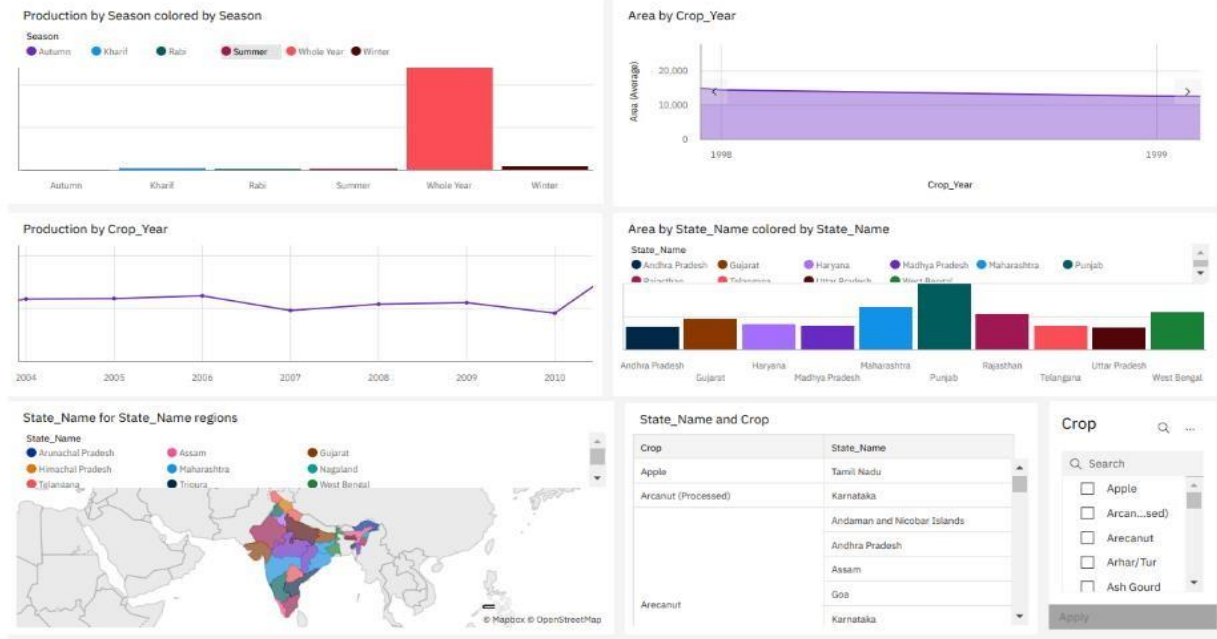 Production by Season colored by Season
Season
Autumn Kharif Rabi Summer Whole Year Winter
Autumn Kharif Rabi Summer Whole Year Winter
Area by Crop_Year
Area (Average)
20,000
10,000
0
1998 1999
Crop_Year
Production by Crop_Year
2004 2005 2006 2007 2008 2009 2010
Area by State_Name colored by State_Name
State_Name
Andhra Pradesh Gujarat Haryana Madhya Pradesh Maharashtra Punjab
Rajasthan Telangana Uttar Pradesh West Bengal
Andhra Pradesh Haryana Maharashtra Rajasthan Uttar Pradesh
Gujarat Madhya Pradesh Punjab Telangana West Bengal
State_Name for State_Name regions
State_Name
Arunachal Pradesh Assam Gujarat
Himachal Pradesh Maharashtra Nagaland
Telangana Tripura West Bengal
© Mapbox © OpenStreetMap
State_Name and Crop
Crop State_Name
Apple Tamil Nadu
Arcanut (Processed) Karnataka
Andaman and Nicobar Islands
Andhra Pradesh
Assam
Goa
Arecanut
Karnataka
Crop ...
Search
Apple
Arcan...sed)
Arecanut
Arhar/Tur
Ash Gourd
Apply